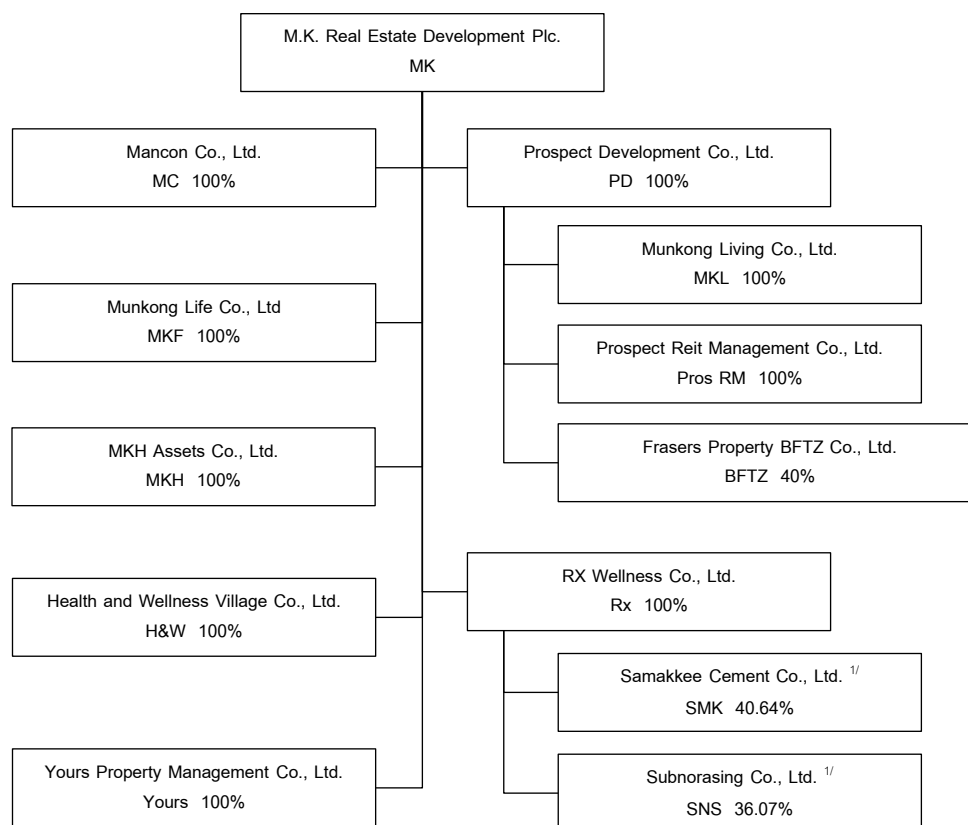 M.K. Real Estate Development Plc.
MK
Mancon Co., Ltd.
MC 100%
Prospect Development Co., Ltd.
PD 100%
Munkong Living Co., Ltd.
MKL 100%
Munkong Life Co., Ltd
MKF 100%
Prospect Reit Management Co., Ltd.
Pros RM 100%
MKH Assets Co., Ltd.
MKH 100%
Frasers Property BFTZ Co., Ltd.
BFTZ 40%
RX Wellness Co., Ltd.
Rx 100%
Health and Wellness Village Co., Ltd.
H&W 100%
Samakkee Cement Co., Ltd. 1/
SMK 40.64%
Yours Property Management Co., Ltd.
Yours 100%
Subnorasing Co., Ltd. 1/
SNS 36.07%